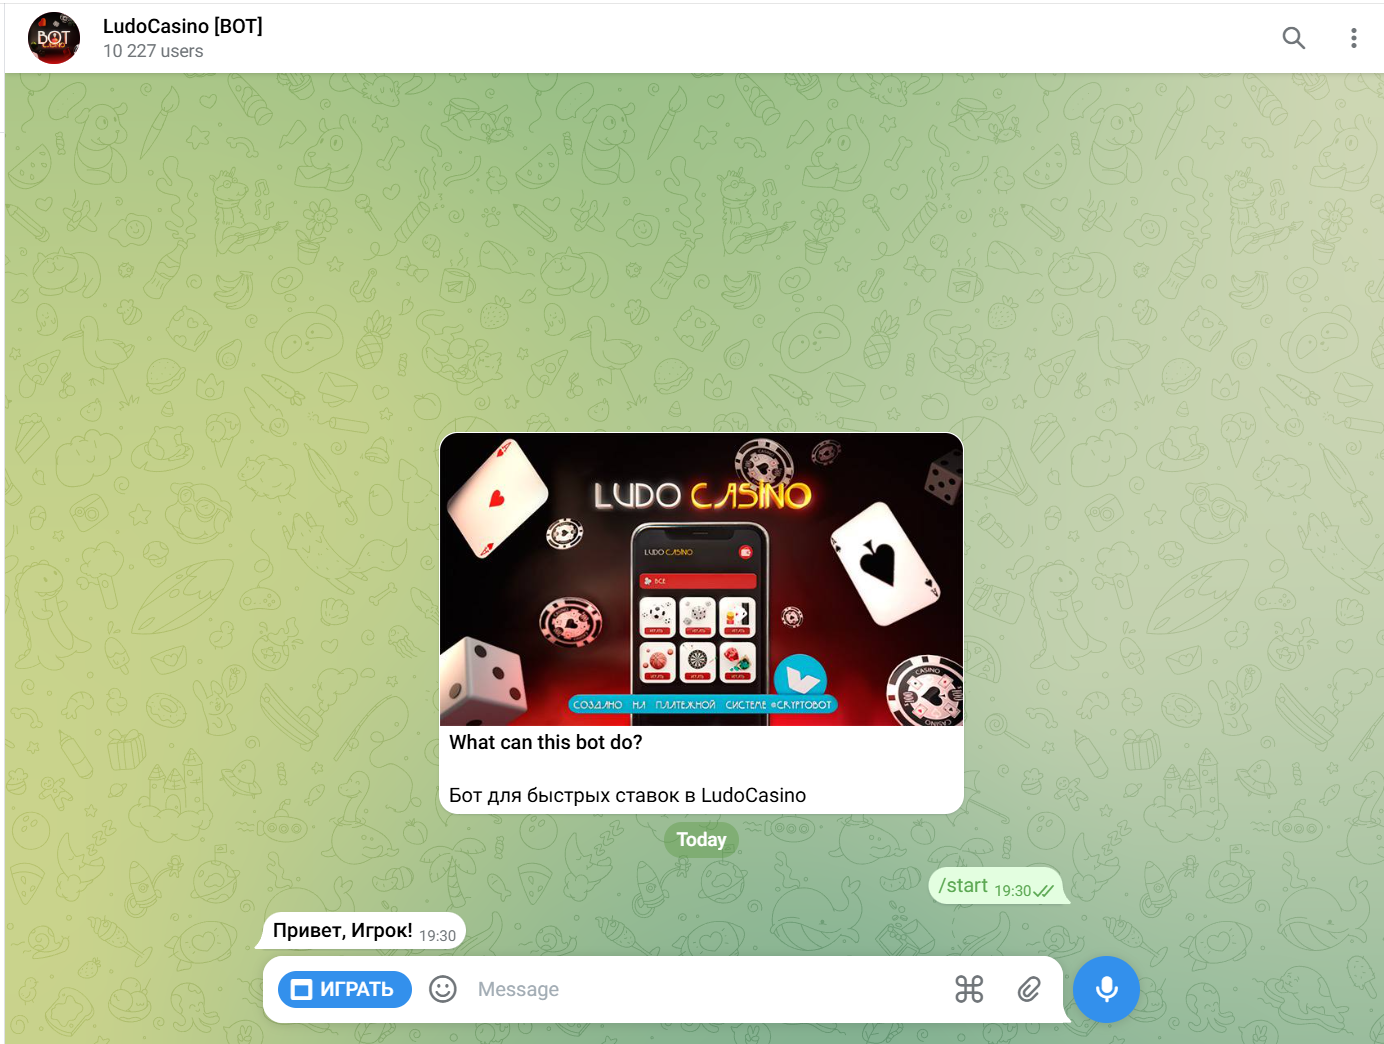 LudoCasino [BOT]
10 227 users
BOT
LUDO CASINO
LUDO CASINO
ВСЕ
СОЗДАНО НА ПЛАТЕЖНОЙ СИСТЕМЕ @CRYPTOBOT
CASINO
What can this bot do?
Бот для быстрых ставок в LudoCasino
Today
/start 19:30
Привет, Игрок! 19:30
ИГРАТЬ
Message